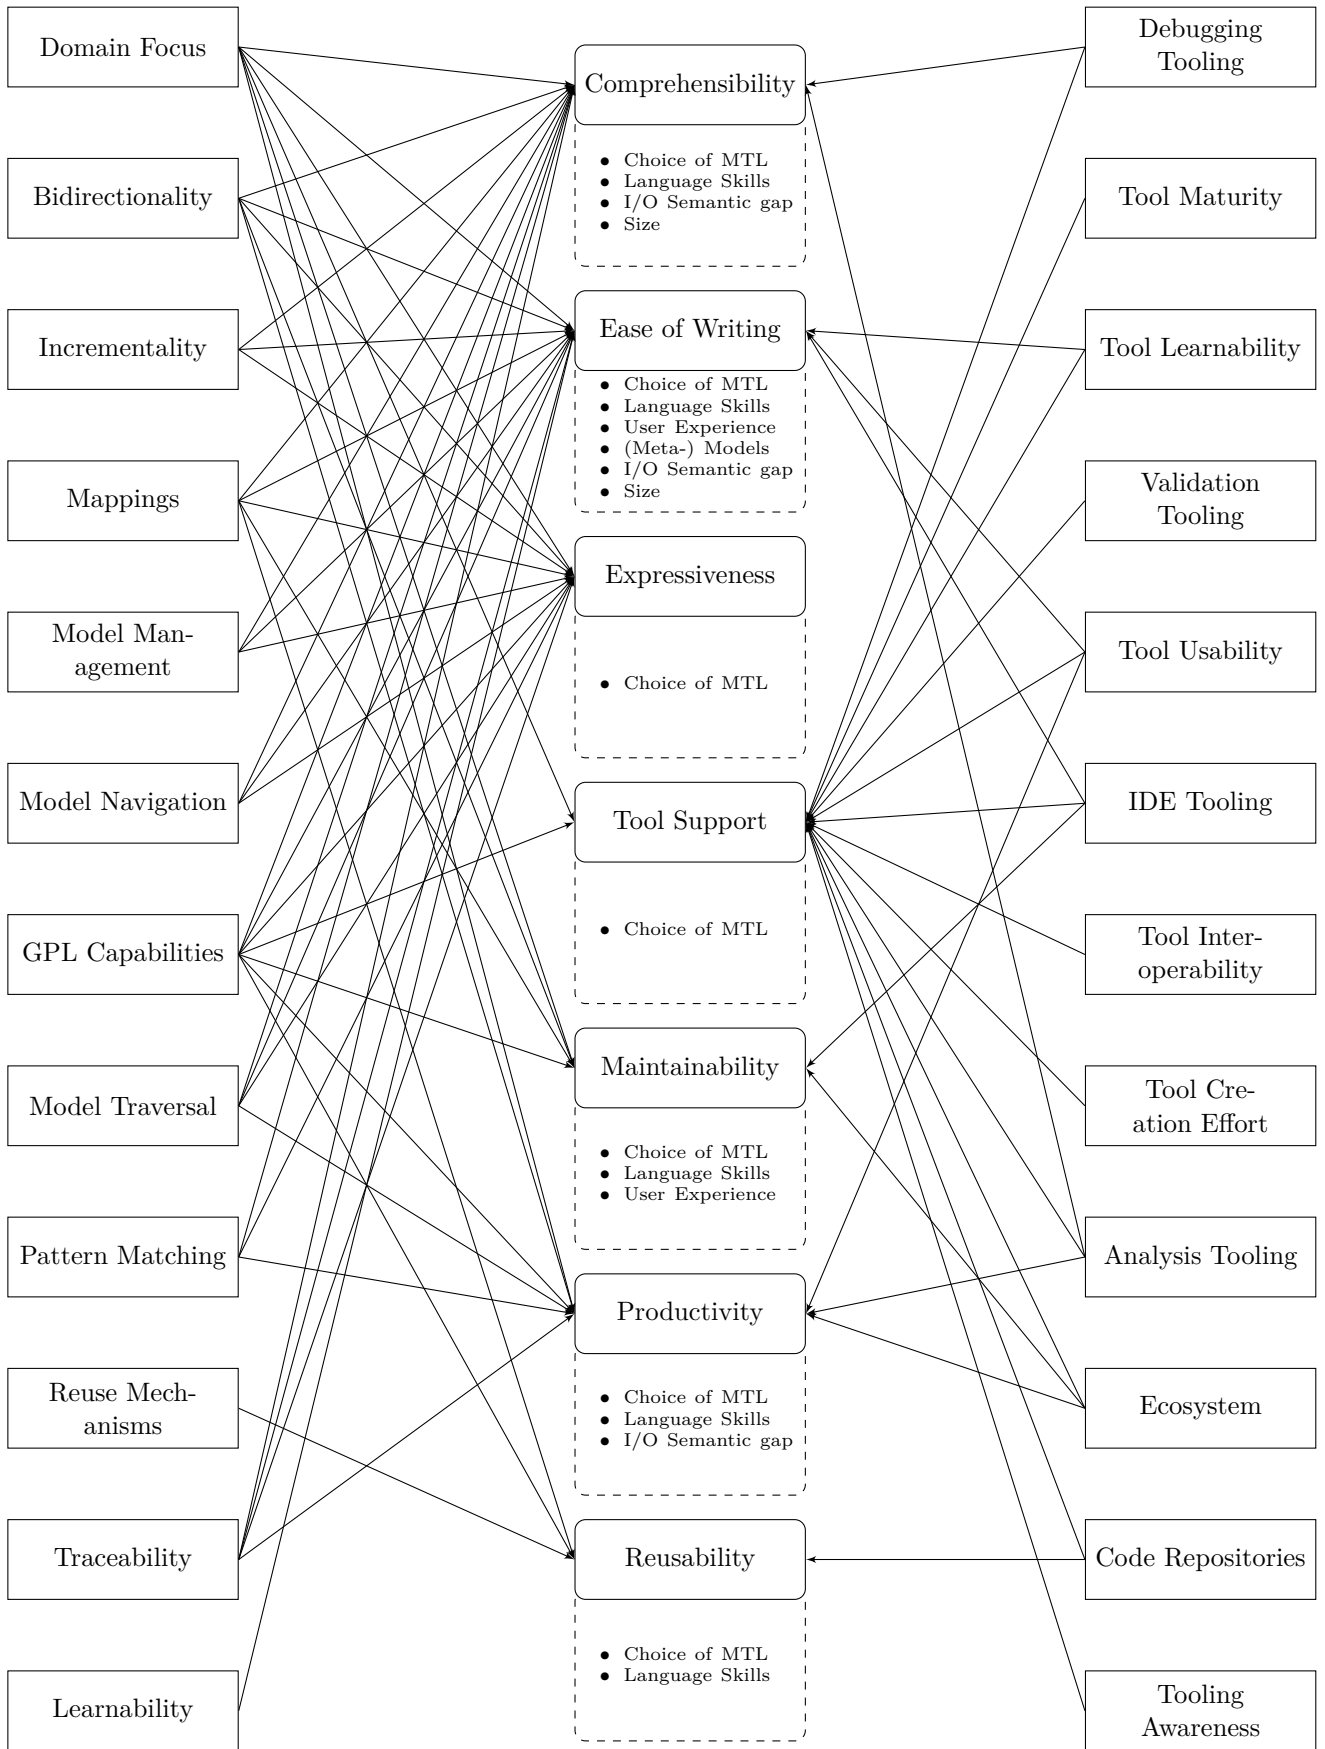 Domain Focus
Bidirectionality
Incrementality
Mappings
Model Man-
agement
Model Navigation
GPL Capabilities
Model Traversal
Pattern Matching
Reuse Mech-
anisms
Traceability
Learnability
Comprehensibility
• Choice of MTL
• Language Skills
• I/O Semantic gap
• Size
Ease of Writing
• Choice of MTL
• Language Skills
• User Experience
• (Meta-) Models
• I/O Semantic gap
• Size
Expressiveness
• Choice of MTL
Tool Support
• Choice of MTL
Maintainability
• Choice of MTL
• Language Skills
• User Experience
Productivity
• Choice of MTL
• Language Skills
• I/O Semantic gap
Reusability
• Choice of MTL
• Language Skills
Debugging
Tooling
Tool Maturity
Tool Learnability
Validation
Tooling
Tool Usability
IDE Tooling
Tool Inter-
operability
Tool Cre-
ation Effort
Analysis Tooling
Ecosystem
Code Repositories
Tooling
Awareness